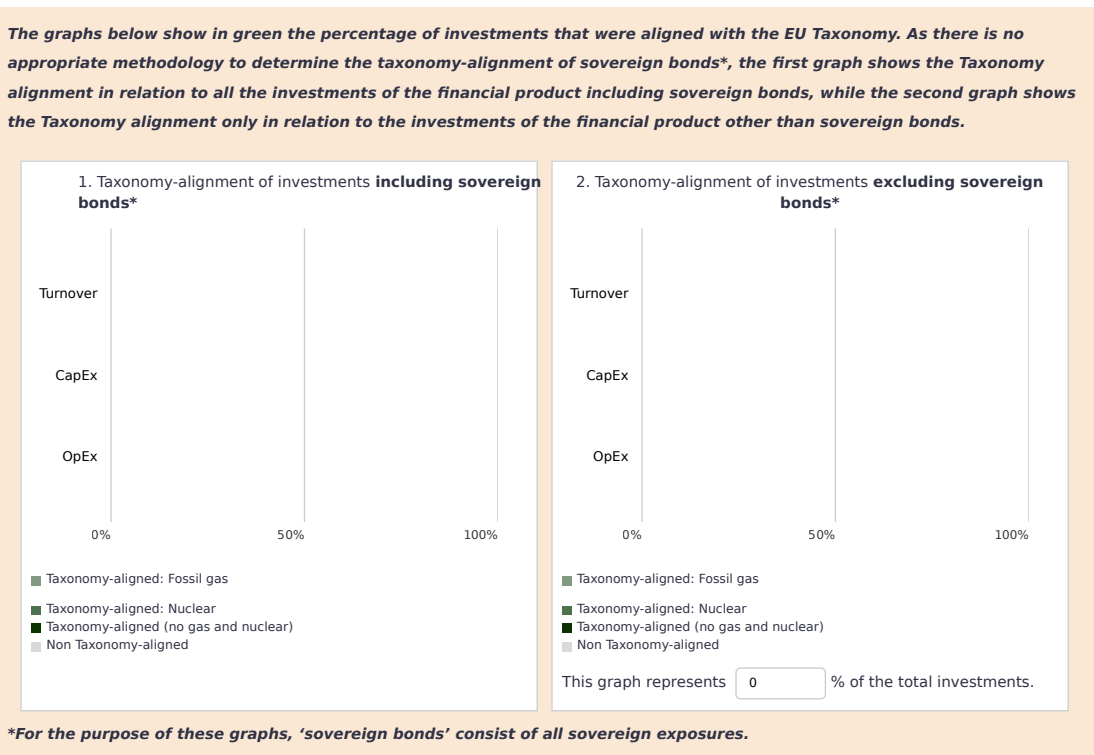 The graphs below show in green the percentage of investments that were aligned with the EU Taxonomy. As there is no
appropriate methodology to determine the taxonomy-alignment of sovereign bonds*, the first graph shows the Taxonomy
alignment in relation to all the investments of the financial product including sovereign bonds, while the second graph shows
the Taxonomy alignment only in relation to the investments of the financial product other than sovereign bonds.
1. Taxonomy-alignment of investments including sovereign
bonds*
Turnover
CapEx
OpEx
0% 50% 100%
Taxonomy-aligned: Fossil gas
Taxonomy-aligned: Nuclear
Taxonomy-aligned (no gas and nuclear)
Non Taxonomy-aligned
2. Taxonomy-alignment of investments excluding sovereign
bonds*
Turnover
CapEx
OpEx
0% 50% 100%
Taxonomy-aligned: Fossil gas
Taxonomy-aligned: Nuclear
Taxonomy-aligned (no gas and nuclear)
Non Taxonomy-aligned
This graph represents 0 % of the total investments.
*For the purpose of these graphs, ‘sovereign bonds’ consist of all sovereign exposures.